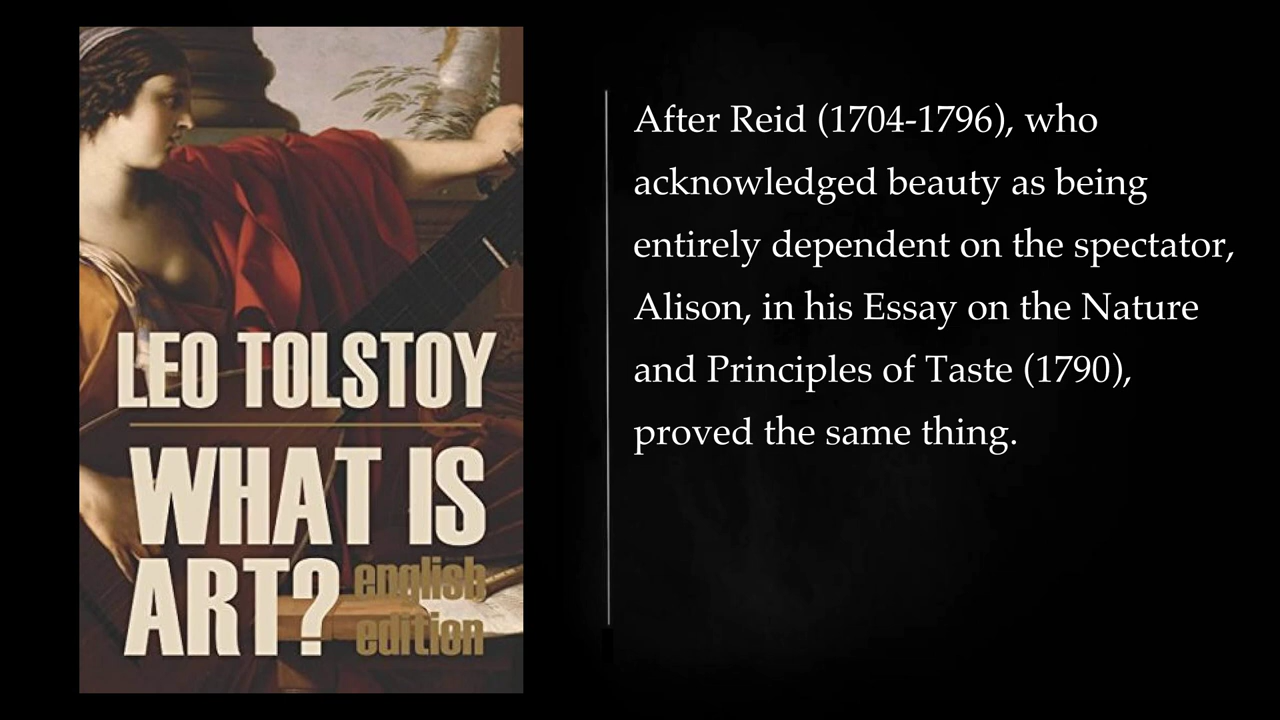 LEO TOLSTOY
WHAT IS
ART?
english
edition
After Reid (1704-1796), who
acknowledged beauty as being
entirely dependent on the spectator,
Alison, in his Essay on the Nature
and Principles of Taste (1790),
proved the same thing.